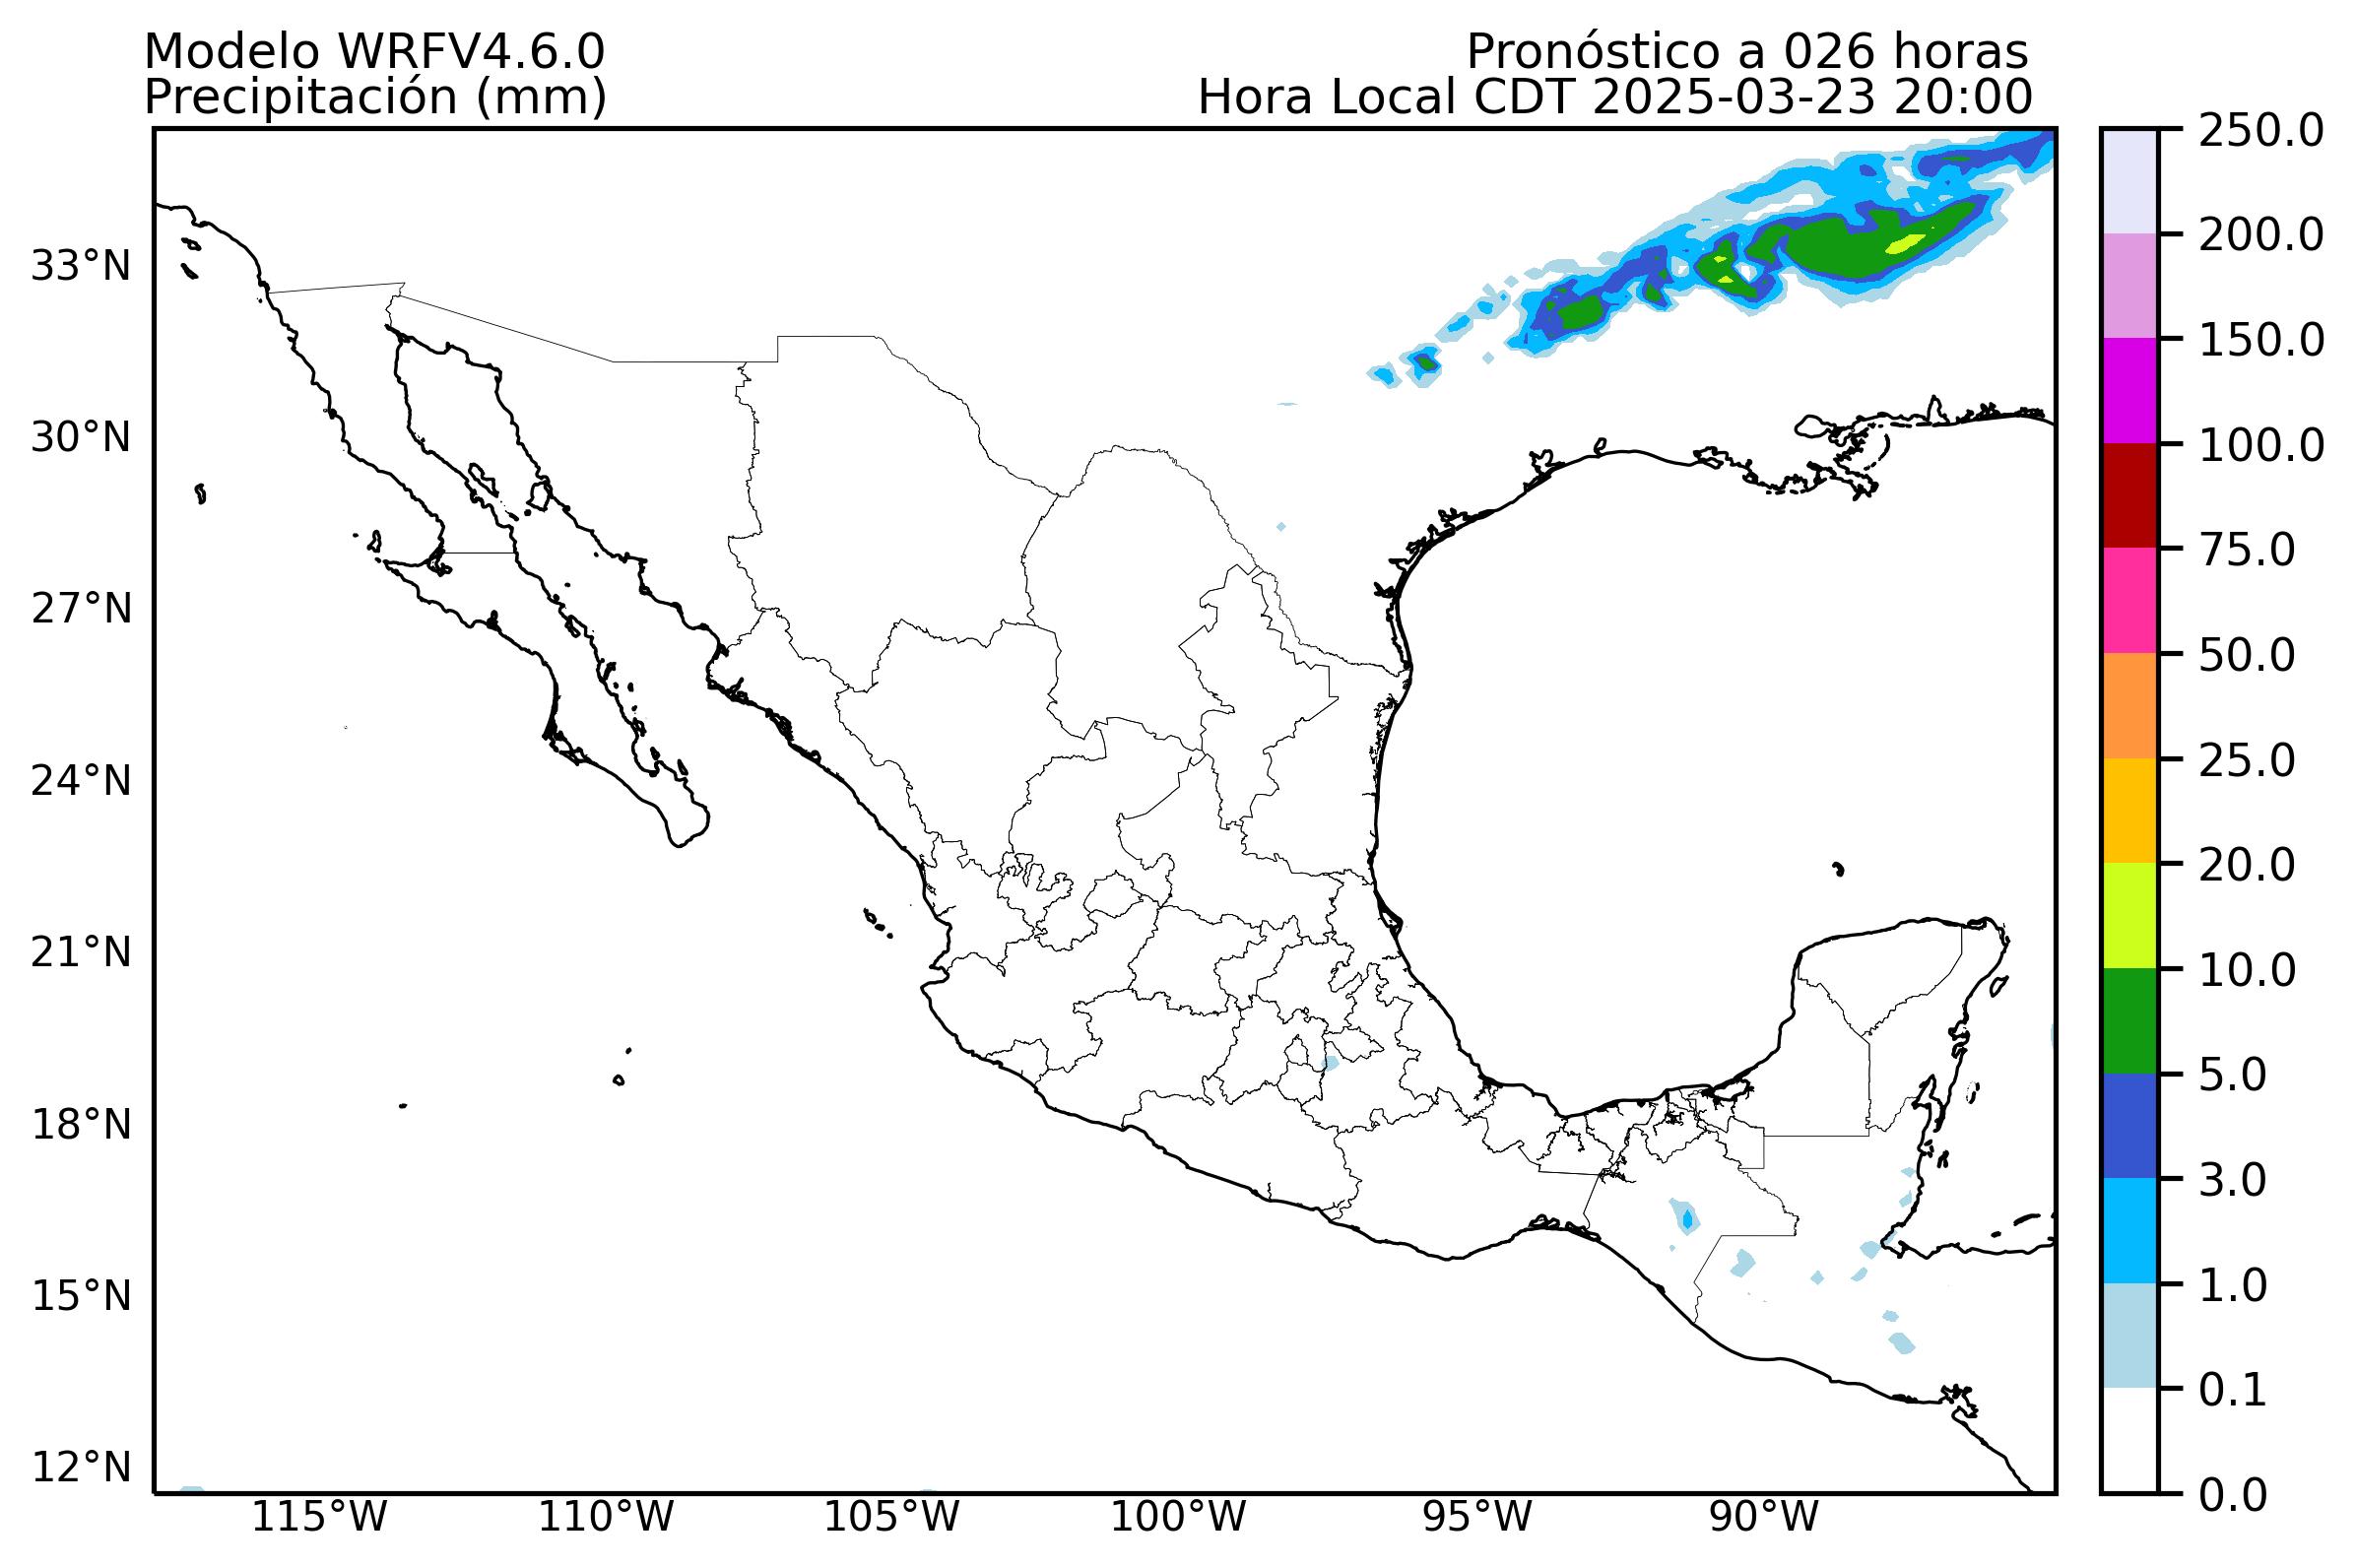 Modelo WRFV4.6.0
Precipitación (mm)
Pronóstico a 026 horas
Hora Local CDT 2025-03-23 20:00
33°N
30°N
27°N
24°N
21°N
18°N
15°N
12°N
115°W
110°W
105°W
100°W
95°W
90°W
250.0
200.0
150.0
100.0
75.0
50.0
25.0
20.0
10.0
5.0
3.0
1.0
0.1
0.0